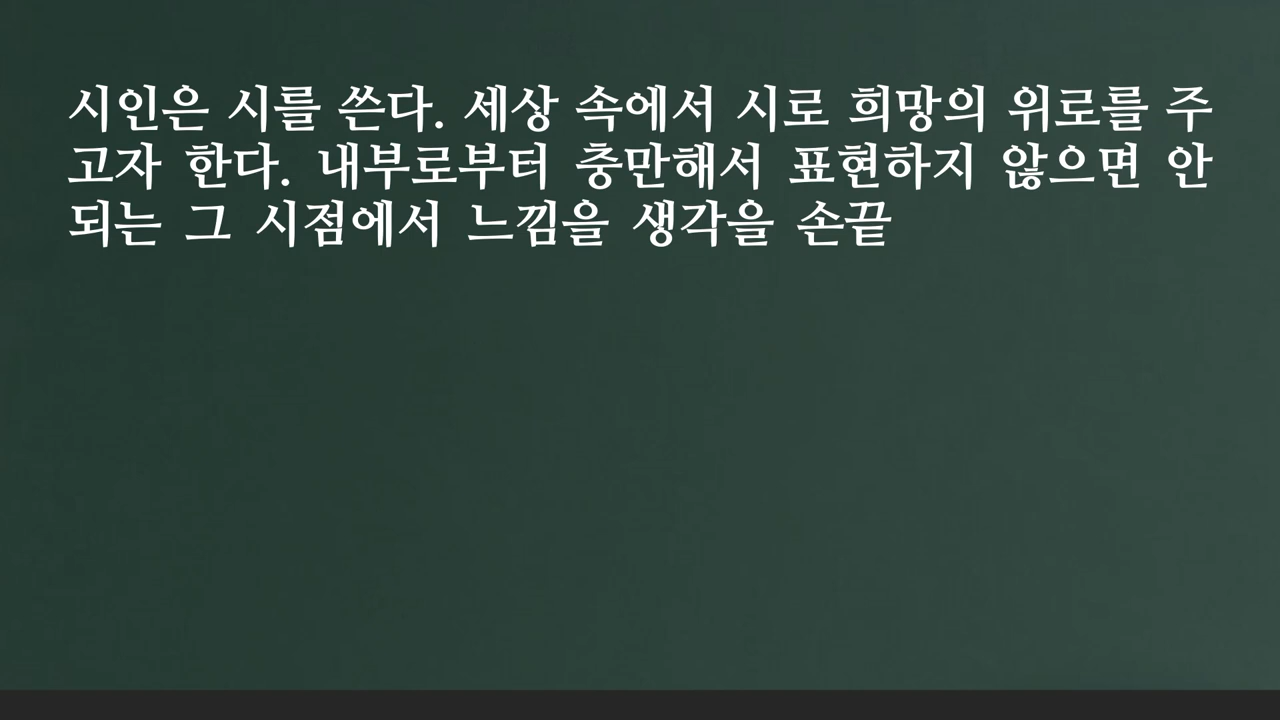 시인은 시를 쓴다. 세상 속에서 시로 희망의 위로를 주
고자 한다. 내부로부터 충만해서 표현하지 않으면 안
되는 그 시점에서 느낌을 생각을 손끝